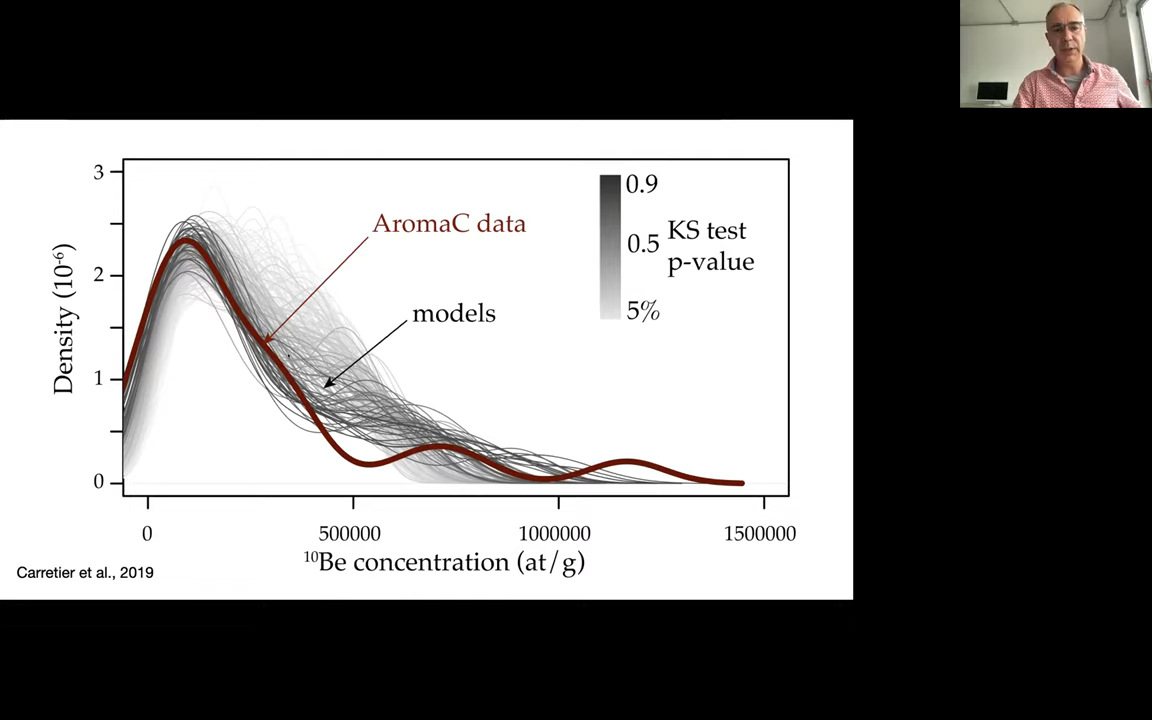 3
2
1
0
Density (10⁻⁶)
AromaC data
models
0.9
0.5
5%
KS test
p-value
0
500000
1000000
1500000
¹⁰Be concentration (at/g)
Carretier et al., 2019